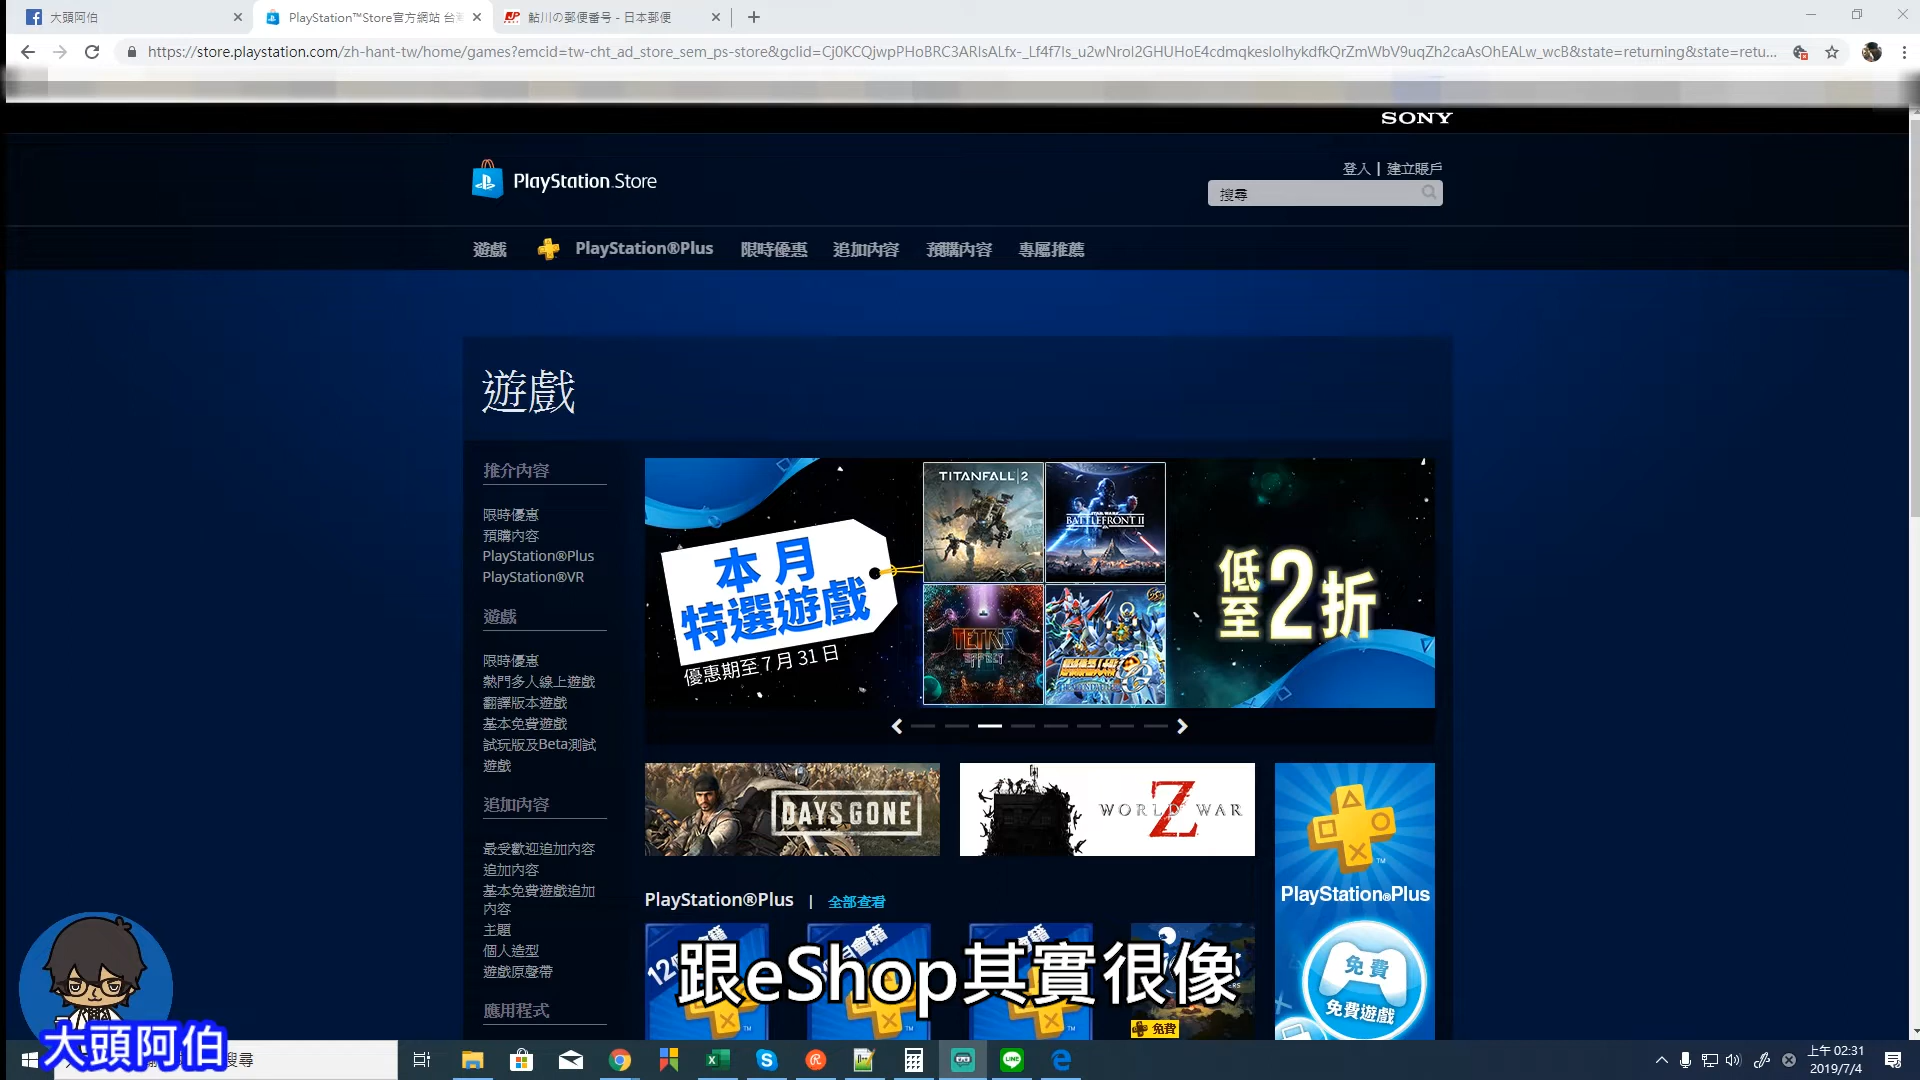 大頭阿伯
PlayStation™Store官方網站 台灣
鮎川の郵便番号 - 日本郵便
https://store.playstation.com/zh-hant-tw/home/games?emcid=tw-cht_ad_store_sem_ps-store&gclid=Cj0KCQjwpPHoBRC3ARIsALfx-_Lf4f7Is_u2wNroI2GHUHoE4cdmqkesloIhykdfkQrZmWbV9uqZh2caAsOhEALw_wcB&state=returning&state=retu...
SONY
PlayStation.Store
登入 | 建立賬戶
搜尋
遊戲 PlayStation®Plus 限時優惠 追加內容 預購內容 專屬推薦
遊戲
推介內容
限時優惠
預購內容
PlayStation®Plus
PlayStation®VR
遊戲
限時優惠
熱門多人線上遊戲
翻譯版本遊戲
基本免費遊戲
試玩版及Beta測試
遊戲
追加內容
最受歡迎追加內容
追加內容
基本免費遊戲追加
內容
主題
個人造型
遊戲原聲帶
應用程式
本月
特選遊戲
優惠期至7月31日
TITANFALL|2
STAR WARS
BATTLEFRONT II
TETRIS
EFFECT
低至2折
DAYS GONE
WORLD WAR Z
PlayStation®Plus | 全部查看
免費
PlayStation®Plus
免費
免費遊戲
跟eShop其實很像
大頭阿伯
搜尋
上午 02:31
2019/7/4